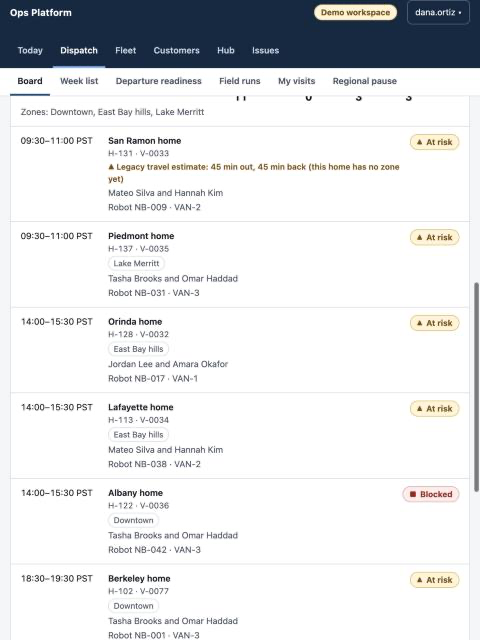 Ops Platform
Demo workspace
dana.ortiz
Today
Dispatch
Fleet
Customers
Hub
Issues
Board
Week list
Departure readiness
Field runs
My visits
Regional pause
Zones: Downtown, East Bay hills, Lake Merritt
09:30–11:00 PST
San Ramon home
At risk
H-131 · V-0033
Legacy travel estimate: 45 min out, 45 min back (this home has no zone
yet)
Mateo Silva and Hannah Kim
Robot NB-009 · VAN-2
09:30–11:00 PST
Piedmont home
At risk
H-137 · V-0035
Lake Merritt
Tasha Brooks and Omar Haddad
Robot NB-031 · VAN-3
14:00–15:30 PST
Orinda home
At risk
H-128 · V-0032
East Bay hills
Jordan Lee and Amara Okafor
Robot NB-017 · VAN-1
14:00–15:30 PST
Lafayette home
At risk
H-113 · V-0034
East Bay hills
Mateo Silva and Hannah Kim
Robot NB-038 · VAN-2
14:00–15:30 PST
Albany home
Blocked
H-122 · V-0036
Downtown
Tasha Brooks and Omar Haddad
Robot NB-042 · VAN-3
18:30–19:30 PST
Berkeley home
At risk
H-102 · V-0077
Downtown
Tasha Brooks and Omar Haddad
Robot NB-001 · VAN-3